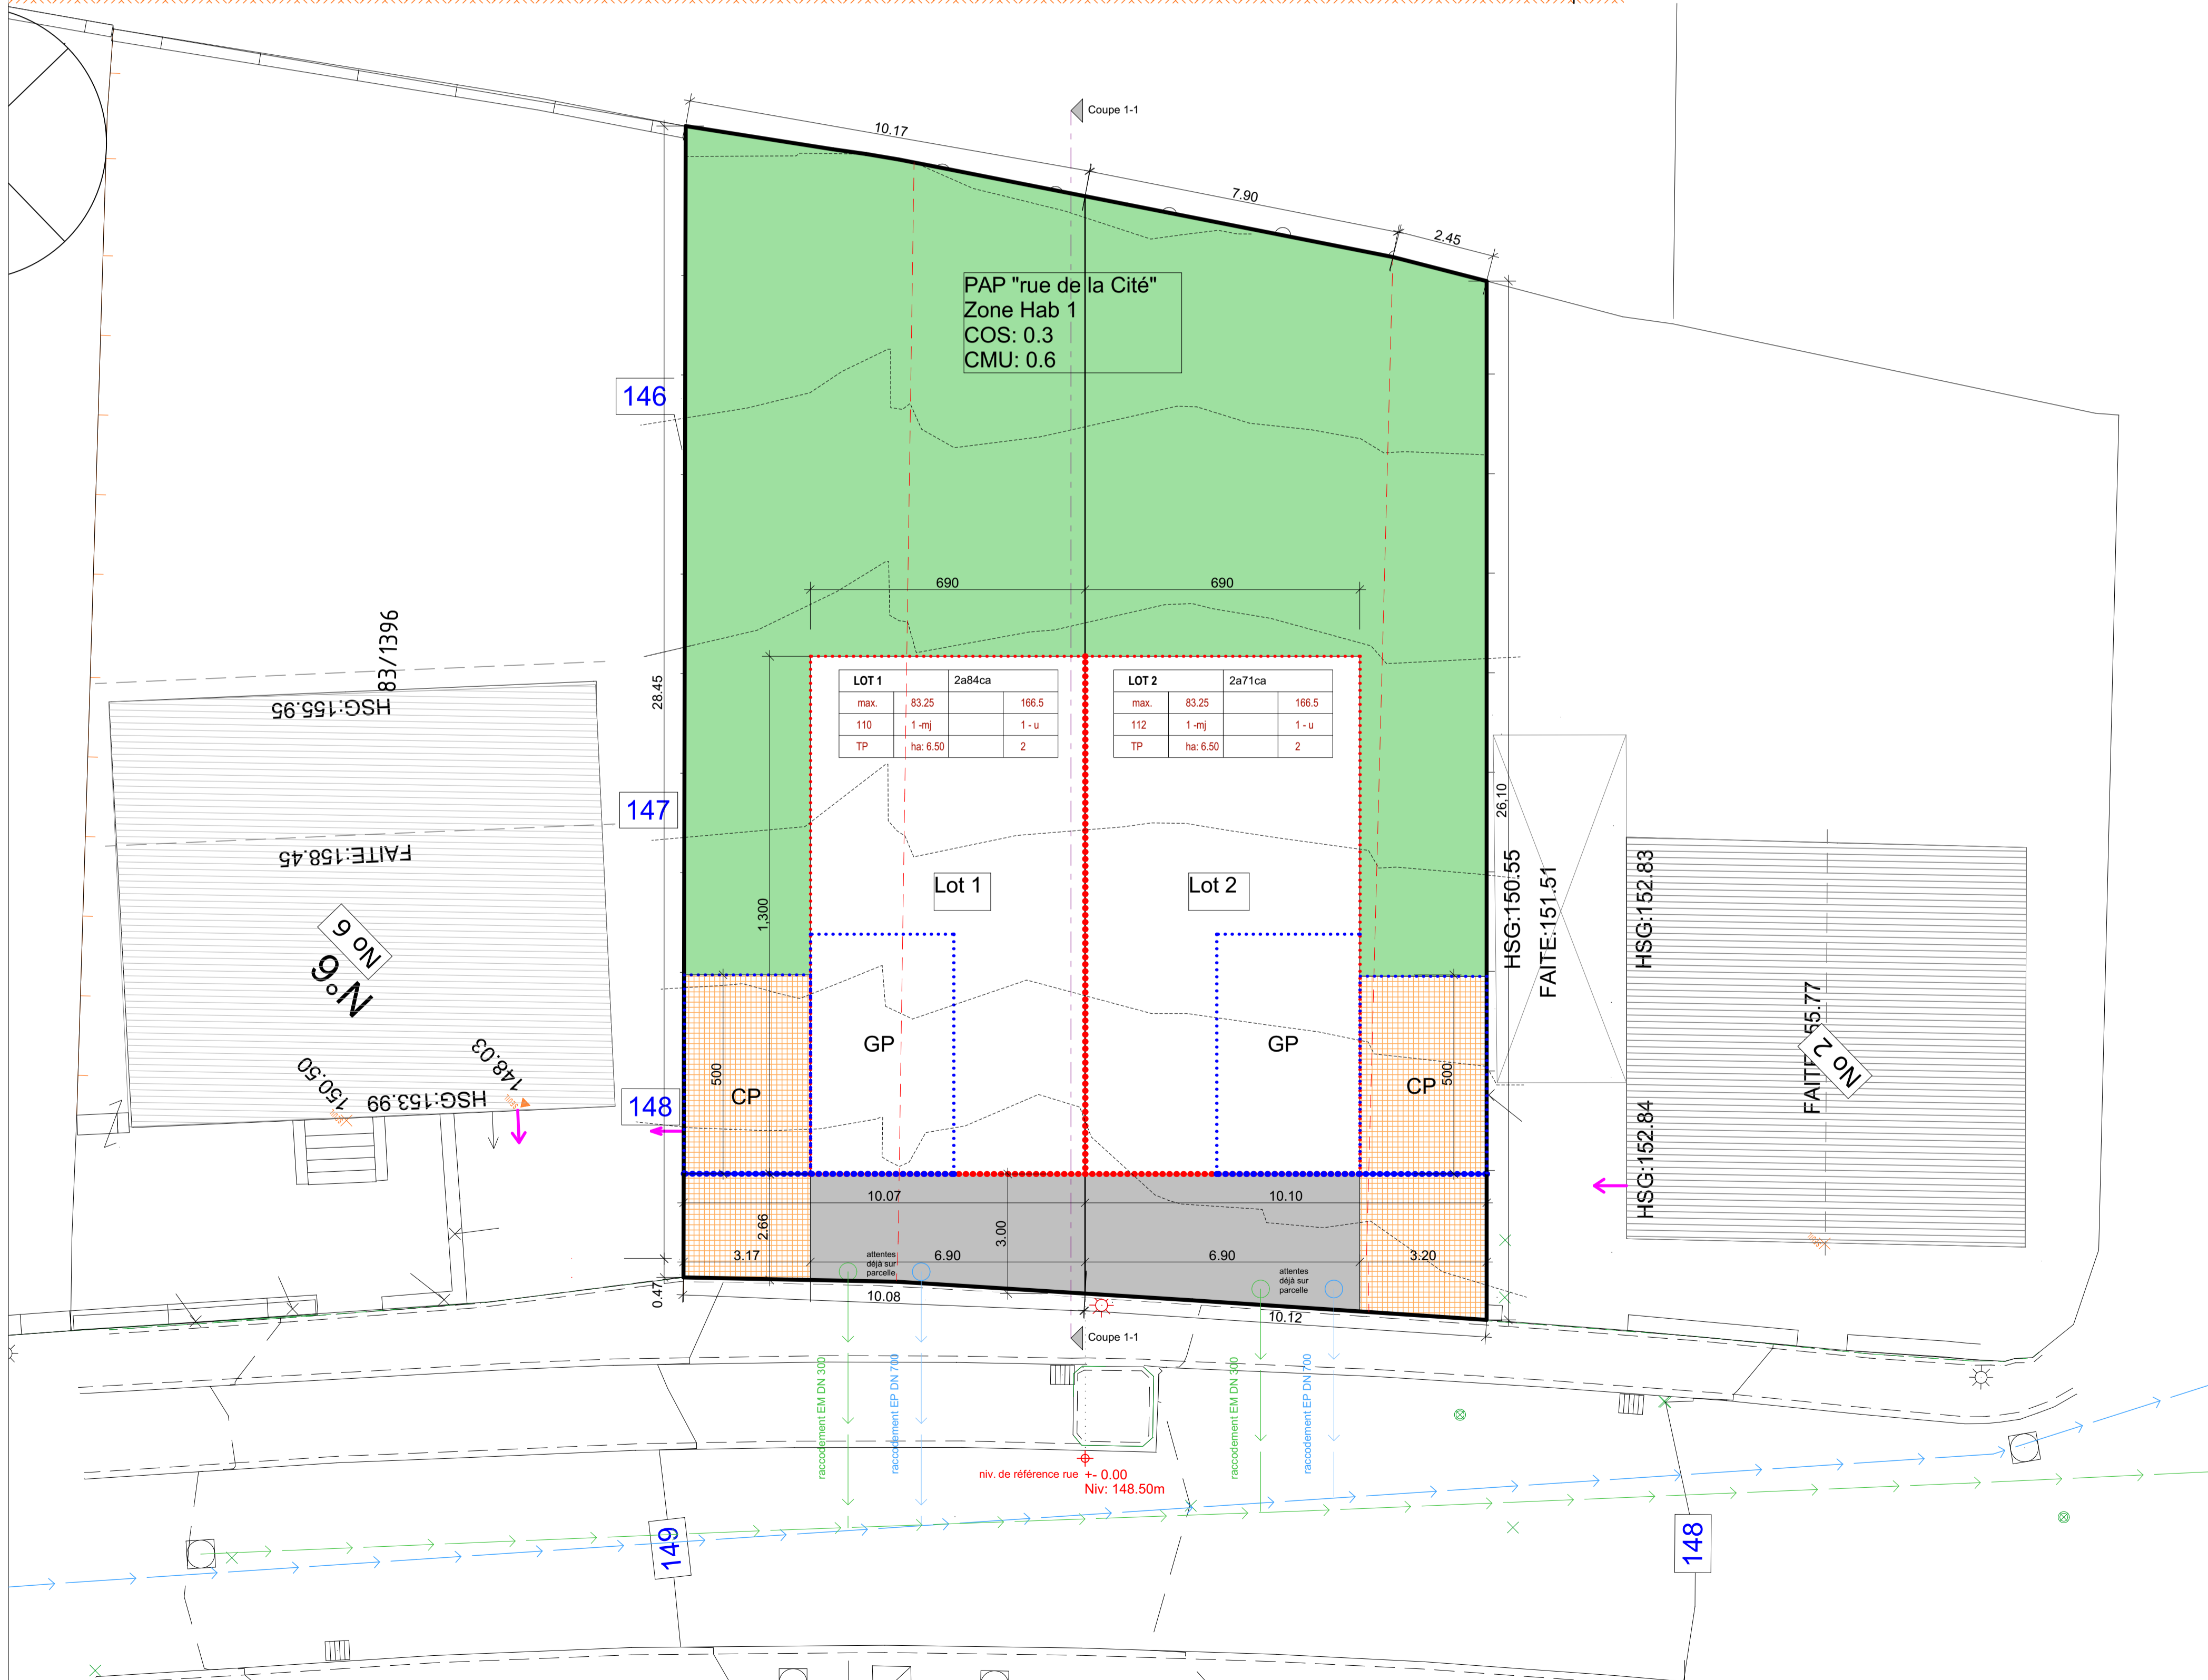 Coupe 1-1
10.17
7.90
2.45
PAP "rue de la Cité"
Zone Hab 1
COS: 0.3
CMU: 0.6
146
690
690
83/1396
28.45
HSG:155.95
LOT 1
2a84ca
max.
83.25
166.5
110
1 -mj
1 - u
TP
ha: 6.50
2
LOT 2
2a71ca
max.
83.25
166.5
112
1 -mj
1 - u
TP
ha: 6.50
2
147
26,10
FAITE:158.45
Lot 1
Lot 2
1,300
HSG:150.55
FAITE:151.51
HSG:152.83
No 6
N°6
GP
GP
500
CP
CP
500
150.50
148.03
HSG:153.99
148
No 2
HSG:152.84
10.07
10.10
2.66
3.00
3.17
6.90
6.90
3.20
attentes
déjà sur
parcelle
attentes
déjà sur
parcelle
0.47
10.08
10.12
Coupe 1-1
raccodement EM DN 300
raccodement EP DN 700
raccodement EM DN 300
raccodement EP DN 700
niv. de référence rue
+- 0.00
Niv: 148.50m
149
148